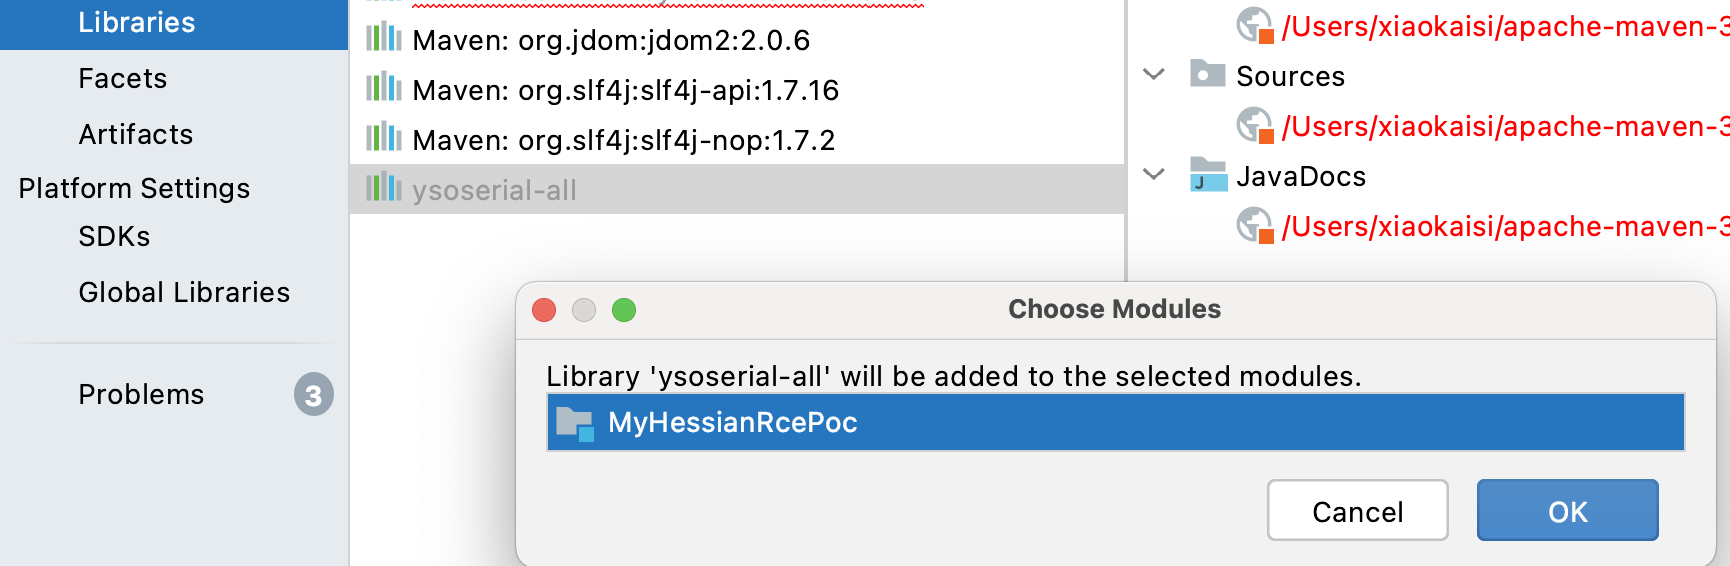 Libraries
Facets
Artifacts
Platform Settings
SDKs
Global Libraries
Problems
3
Maven: org.jdom:jdom2:2.0.6
Maven: org.slf4j:slf4j-api:1.7.16
Maven: org.slf4j:slf4j-nop:1.7.2
ysoserial-all
/Users/xiaokaisi/apache-maven-3
Sources
/Users/xiaokaisi/apache-maven-3
JavaDocs
/Users/xiaokaisi/apache-maven-3
Choose Modules
Library 'ysoserial-all' will be added to the selected modules.
MyHessianRcePoc
Cancel
OK